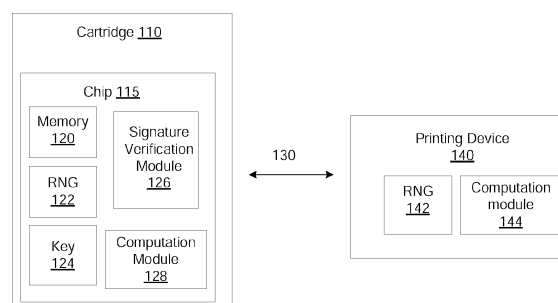 Cartridge 110
Chip 115
Memory
120
Signature
Verification
Module
126
RNG
122
Key
124
Computation
Module
128
130
Printing Device
140
RNG
142
Computation
module
144